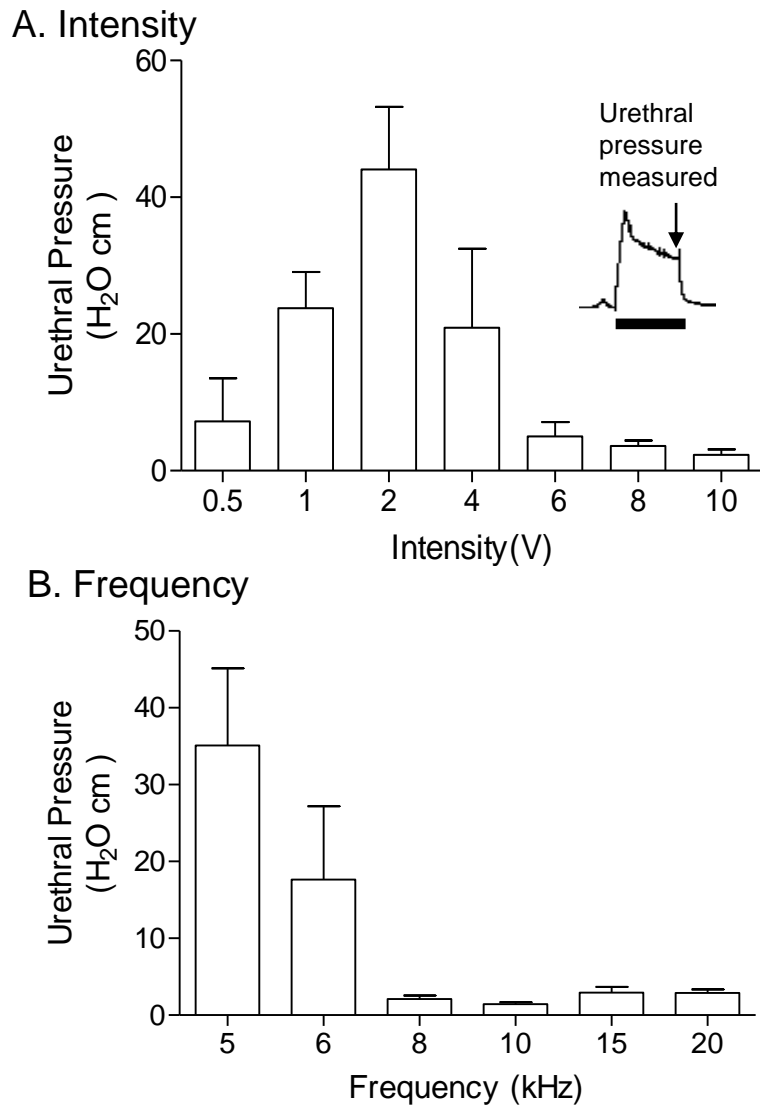 A. Intensity
60
40
20
0
Urethral Pressure
(H₂O cm )
Urethral
pressure
measured
0.5 1 2 4 6 8 10
Intensity (V)
B. Frequency
50
40
30
20
10
0
Urethral Pressure
(H₂O cm )
5 6 8 10 15 20
Frequency (kHz)